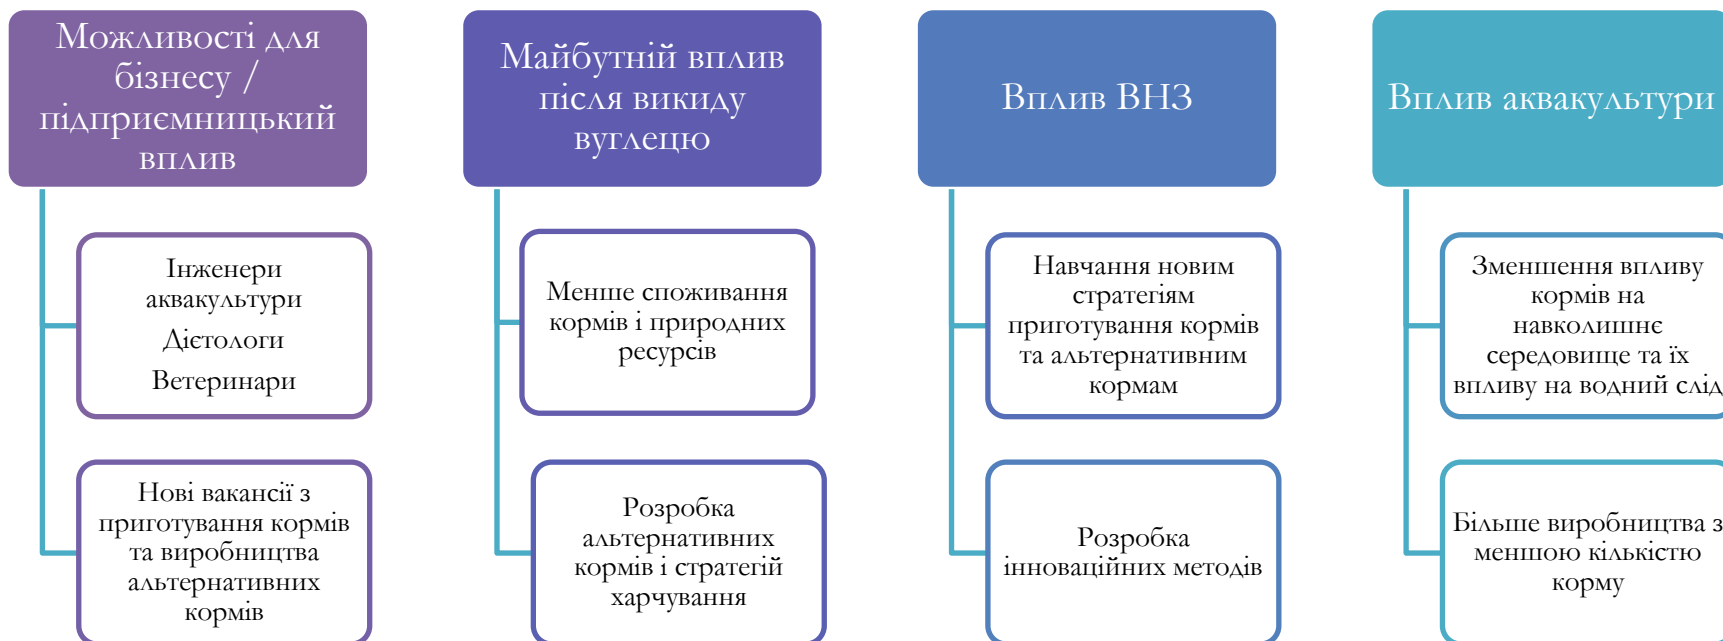 Можливості для
бізнесу /
підприємницький
вплив
Інженери
аквакультури
Дієтологи
Ветеринари
Нові вакансії з
приготування кормів
та виробництва
альтернативних
кормів
Майбутній вплив
після викиду
вуглецю
Менше споживання
кормів і природних
ресурсів
Розробка
альтернативних
кормів і стратегій
харчування
Вплив ВНЗ
Навчання новим
стратегіям
приготування кормів
та альтернативним
кормам
Розробка
інноваційних методів
Вплив аквакультури
Зменшення впливу
кормів на
навколишнє
середовище та їх
впливу на водний слід
Більше виробництва з
меншою кількістю
корму